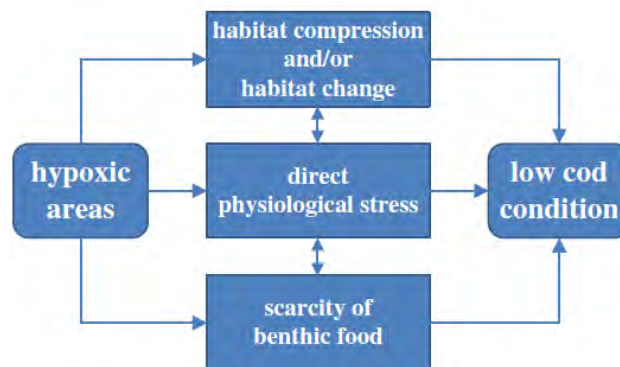 habitat compression
and/or
habitat change
hypoxic
areas
direct
physiological stress
low cod
condition
scarcity of
benthic food